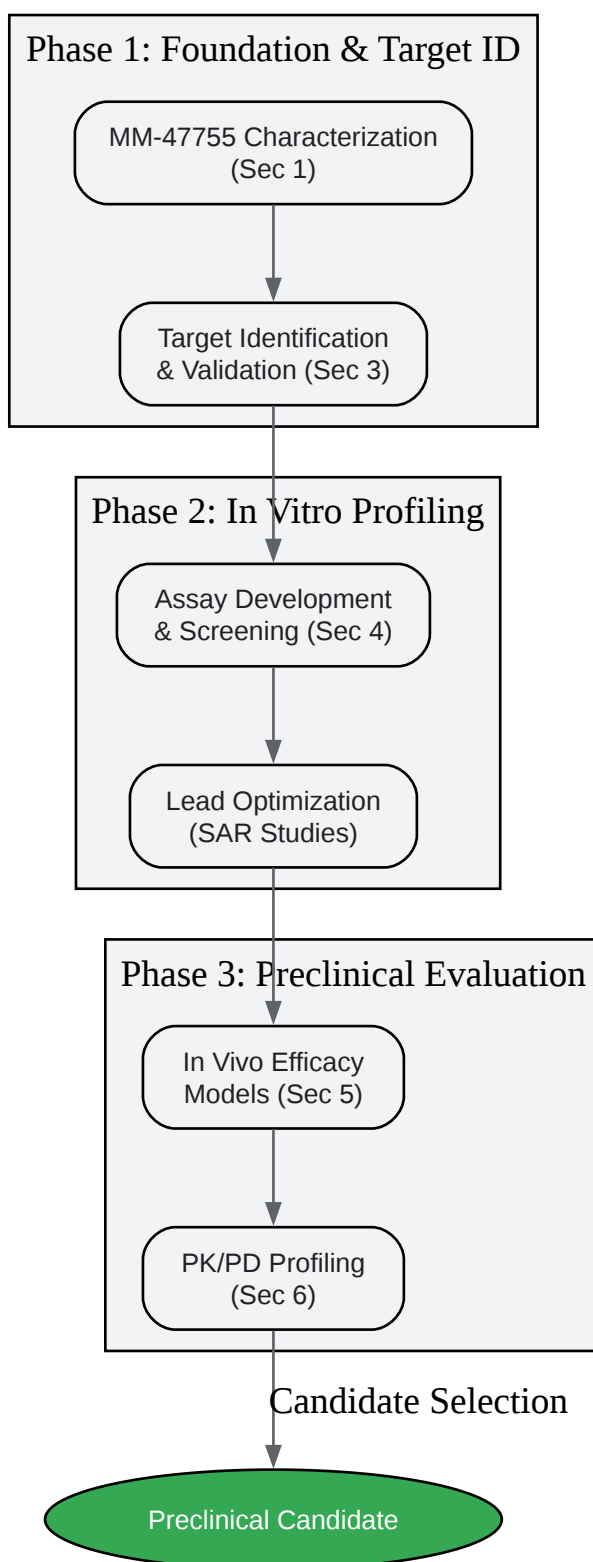 Phase 1: Foundation & Target ID
MM-47755 Characterization
(Sec 1)
Target Identification
& Validation (Sec 3)
Phase 2: In Vitro Profiling
Assay Development
& Screening (Sec 4)
Lead Optimization
(SAR Studies)
Phase 3: Preclinical Evaluation
In Vivo Efficacy
Models (Sec 5)
PK/PD Profiling
(Sec 6)
Candidate Selection
Preclinical Candidate